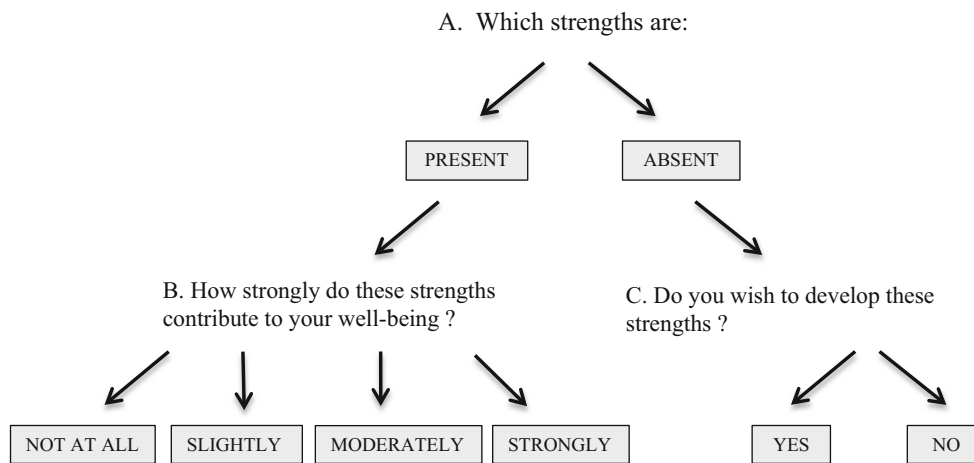 A. Which strengths are:
PRESENT
ABSENT
B. How strongly do these strengths
contribute to your well-being ?
C. Do you wish to develop these
strengths ?
NOT AT ALL
SLIGHTLY
MODERATELY
STRONGLY
YES
NO